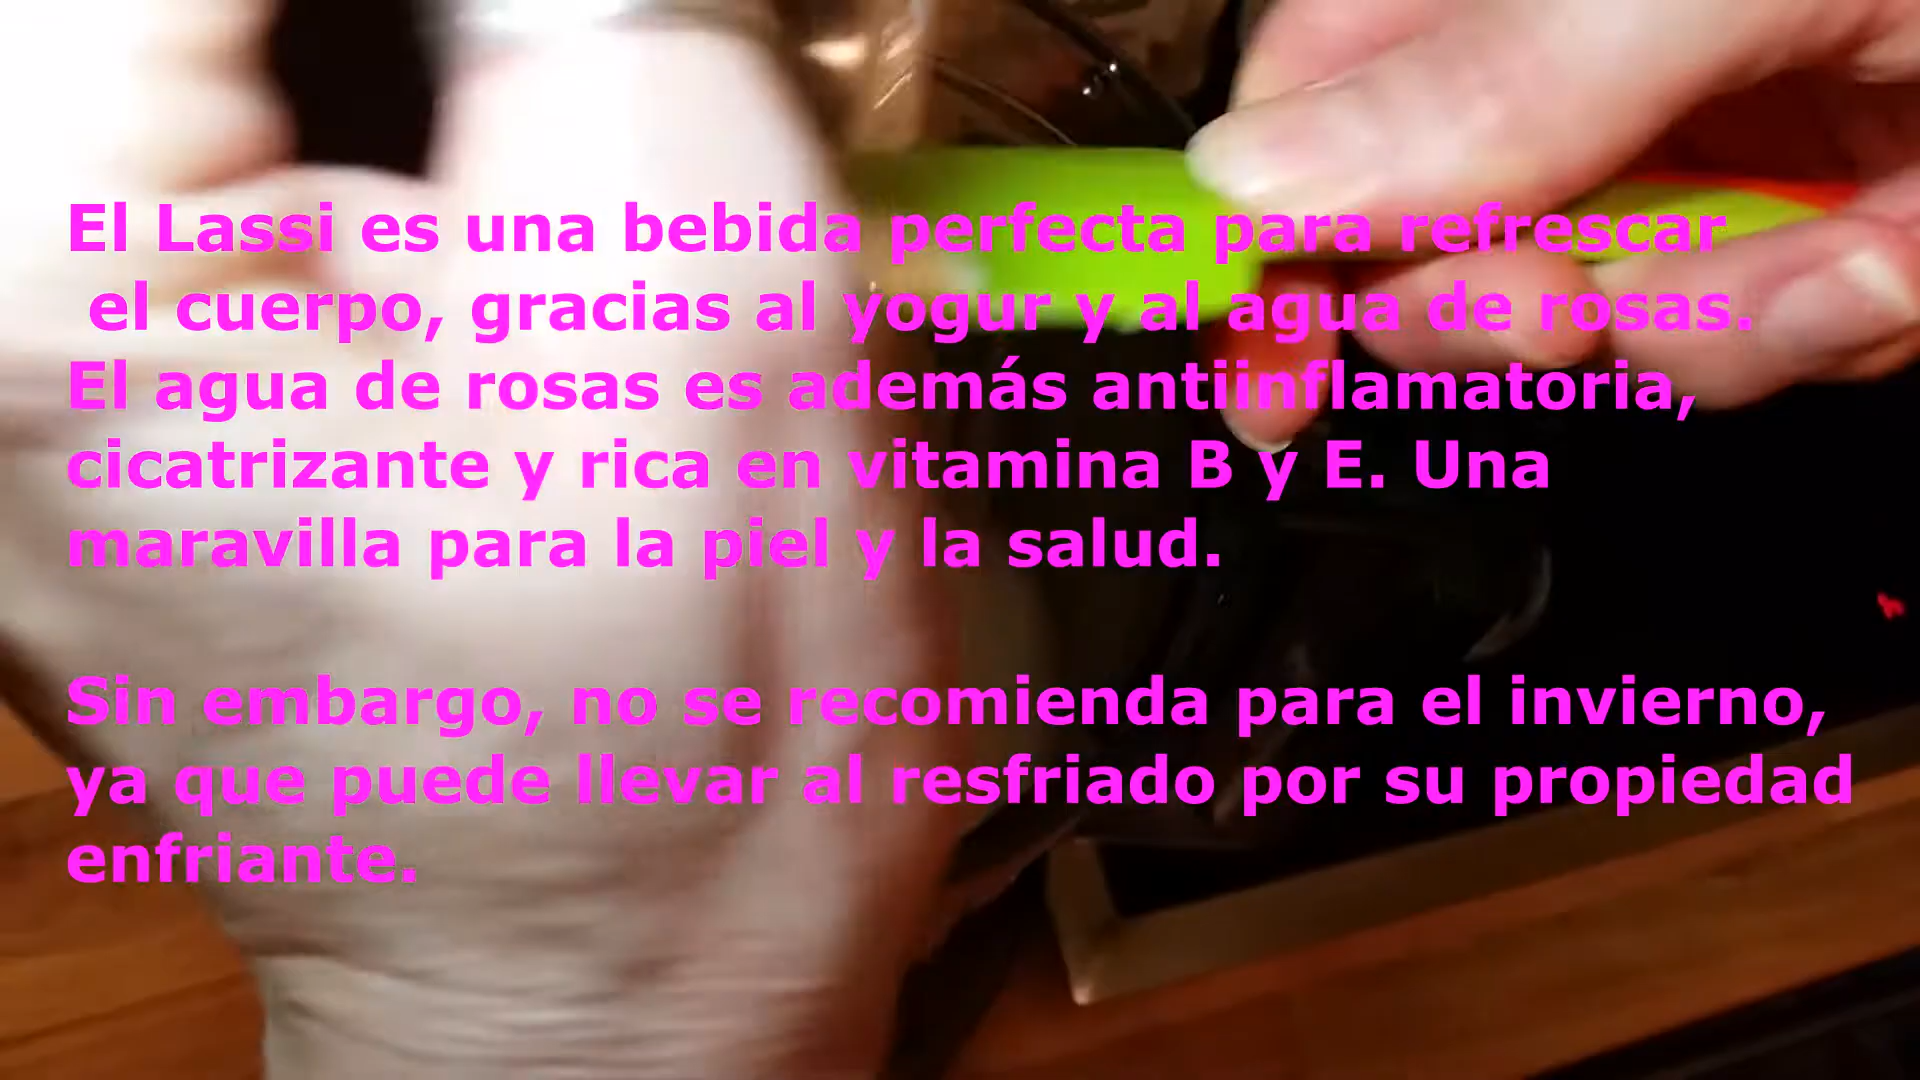 El Lassi es una bebida perfecta para refrescar
el cuerpo, gracias al yogur y al agua de rosas.
El agua de rosas es además antiinflamatoria,
cicatrizante y rica en vitamina B y E. Una
maravilla para la piel y la salud.
Sin embargo, no se recomienda para el invierno,
ya que puede llevar al resfriado por su propiedad
enfriante.